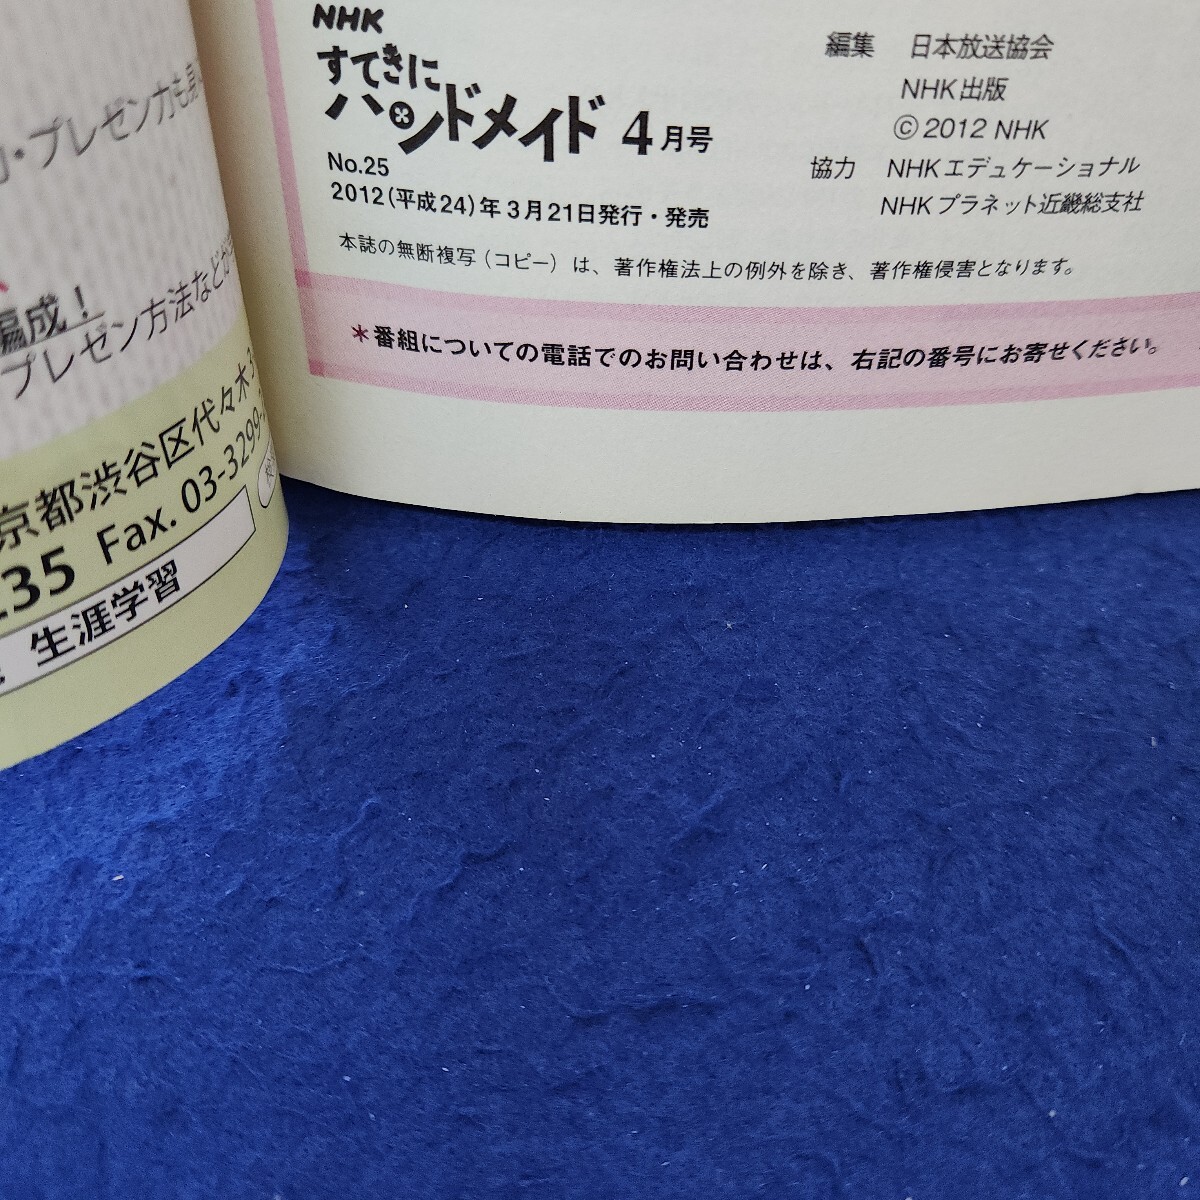 ・プレゼン力も身
編成！
プレゼン方法などが
京都渋谷区代々木3
235 Fax. 03-3299-
生涯学習
NHK
すてきに
ハンドメイド 4月号
No.25
2012（平成24）年3月21日発行・発売
本誌の無断複写（コピー）は、著作権法上の例外を除き、著作権侵害となります。
編集 日本放送協会
NHK出版
©2012 NHK
協力 NHKエデュケーショナル
NHKプラネット近畿総支社
＊番組についての電話でのお問い合わせは、右記の番号にお寄せください。